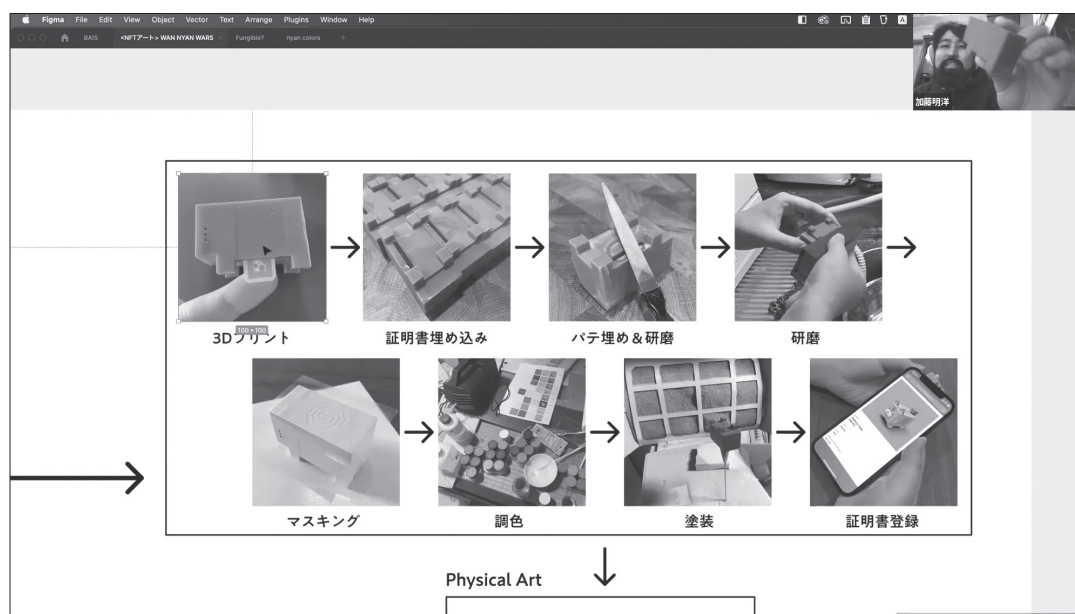 Figma File Edit View Object Vector Text Arrange Plugins Window Help
BAIS <NFTアート> WAN NYAN WARS Fungible? nyan colors
加藤明洋
100 × 100
3Dプリント 証明書埋め込み パテ埋め＆研磨 研磨
マスキング 調色 塗装 証明書登録
Physical Art